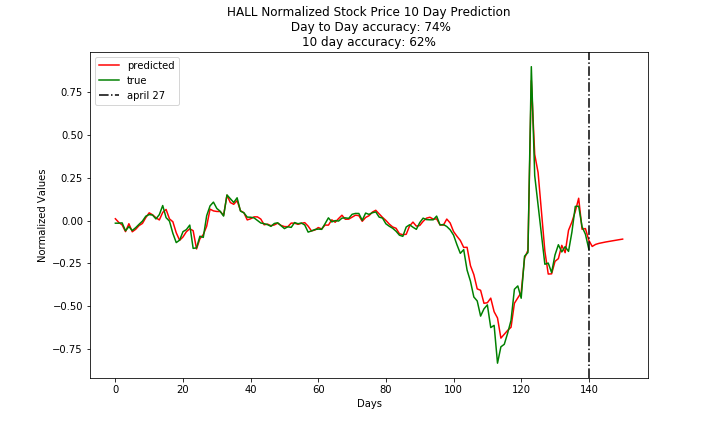 HALL Normalized Stock Price 10 Day Prediction
Day to Day accuracy: 74%
10 day accuracy: 62%
predicted
true
april 27
Normalized Values
0.75
0.50
0.25
0.00
−0.25
−0.50
−0.75
0 20 40 60 80 100 120 140
Days